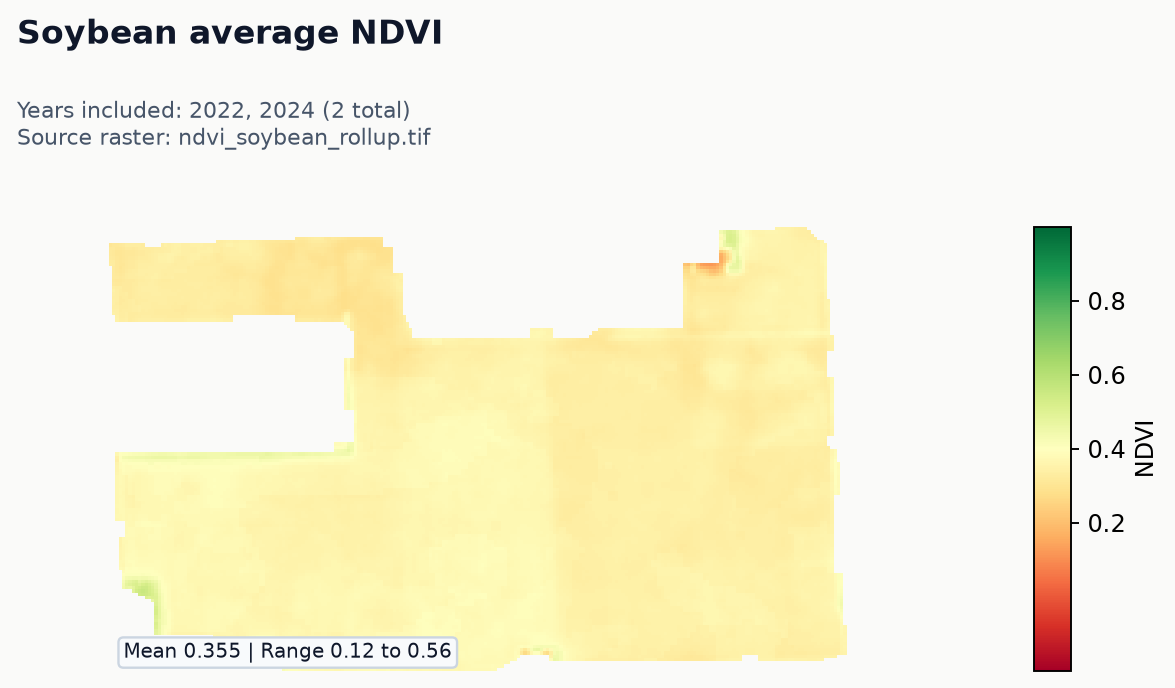 Soybean average NDVI
Years included: 2022, 2024 (2 total)
Source raster: ndvi_soybean_rollup.tif
0.8
0.6
0.4
0.2
NDVI
Mean 0.355 | Range 0.12 to 0.56